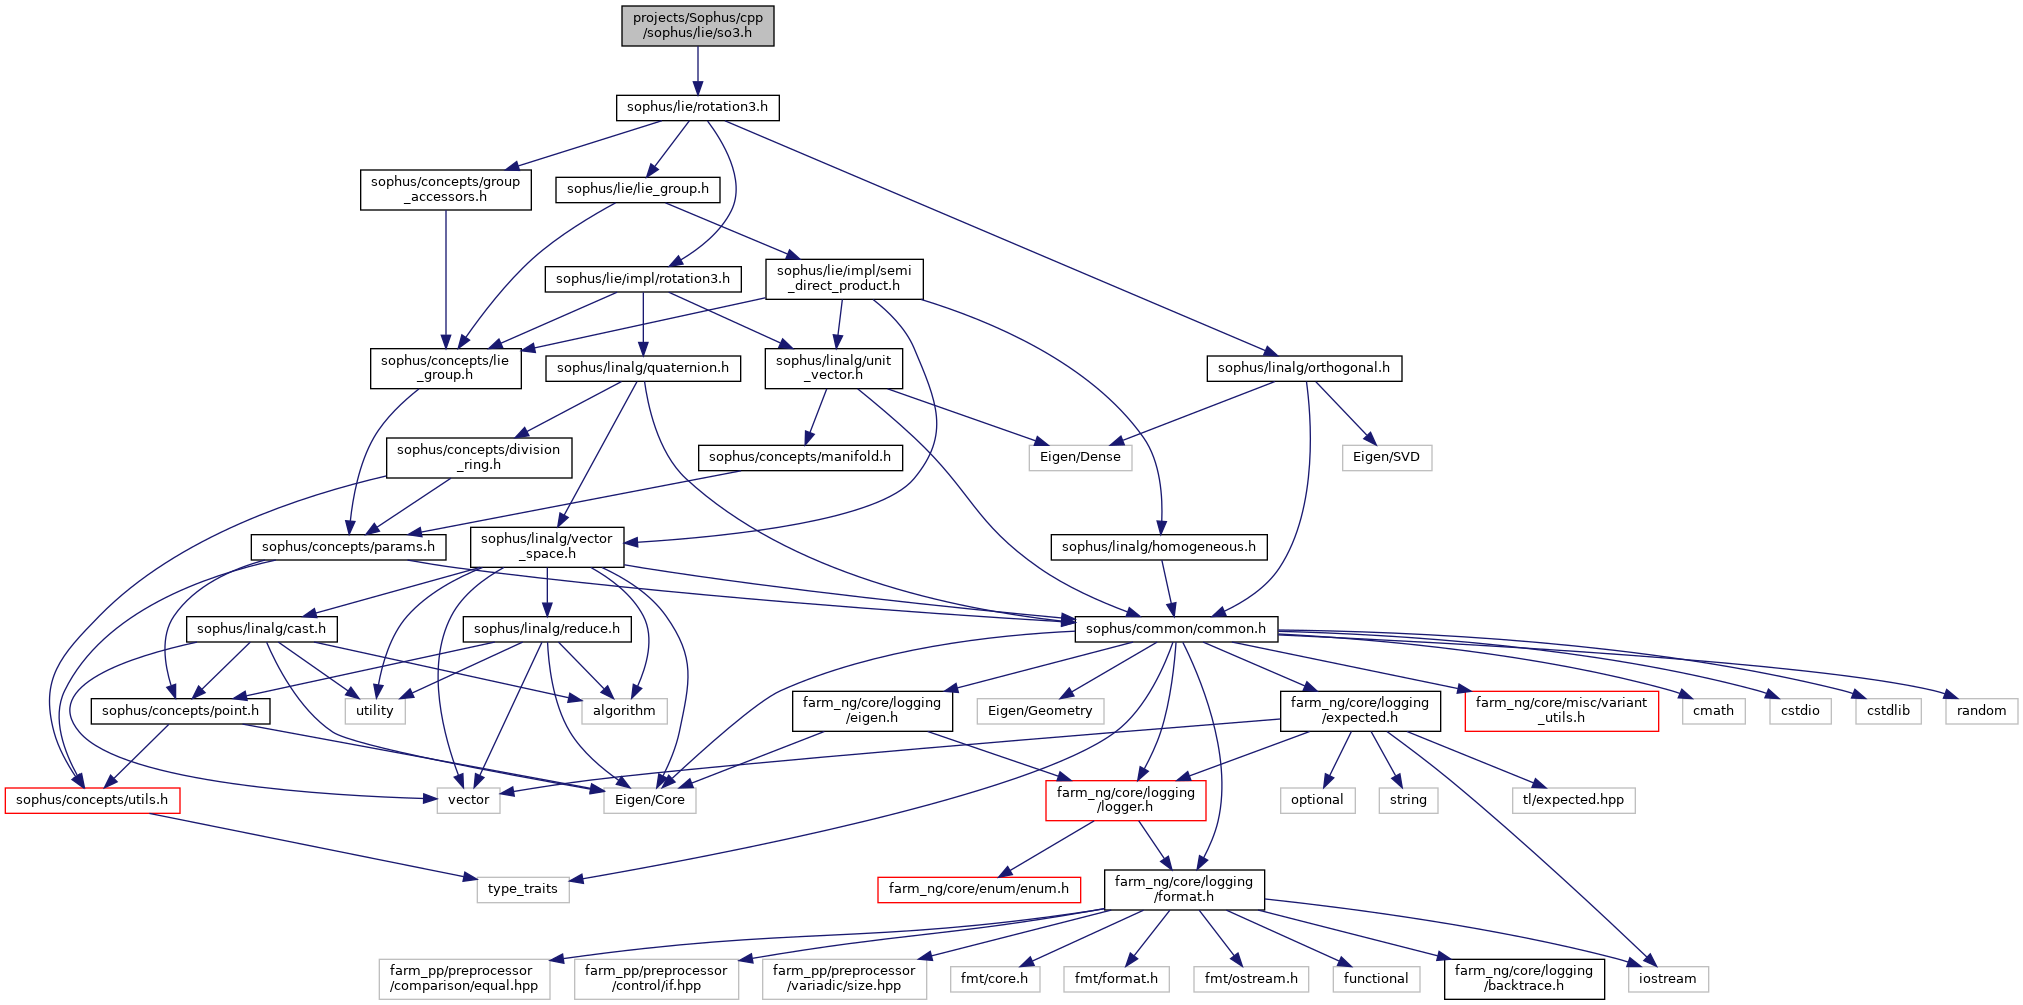 projects/Sophus/cpp
/sophus/lie/so3.h
sophus/lie/rotation3.h
sophus/concepts/group
_accessors.h
sophus/lie/lie_group.h
sophus/lie/impl/rotation3.h
sophus/lie/impl/semi
_direct_product.h
sophus/concepts/lie
_group.h
sophus/linalg/quaternion.h
sophus/linalg/unit
_vector.h
sophus/linalg/orthogonal.h
sophus/concepts/division
_ring.h
sophus/concepts/manifold.h
Eigen/Dense
Eigen/SVD
sophus/concepts/params.h
sophus/linalg/vector
_space.h
sophus/linalg/homogeneous.h
sophus/linalg/cast.h
sophus/linalg/reduce.h
sophus/common/common.h
sophus/concepts/point.h
utility
algorithm
farm_ng/core/logging
/eigen.h
Eigen/Geometry
farm_ng/core/logging
/expected.h
farm_ng/core/misc/variant
_utils.h
cmath
cstdio
cstdlib
random
sophus/concepts/utils.h
vector
Eigen/Core
farm_ng/core/logging
/logger.h
optional
string
tl/expected.hpp
type_traits
farm_ng/core/enum/enum.h
farm_ng/core/logging
/format.h
farm_pp/preprocessor
/comparison/equal.hpp
farm_pp/preprocessor
/control/if.hpp
farm_pp/preprocessor
/variadic/size.hpp
fmt/core.h
fmt/format.h
fmt/ostream.h
functional
farm_ng/core/logging
/backtrace.h
iostream